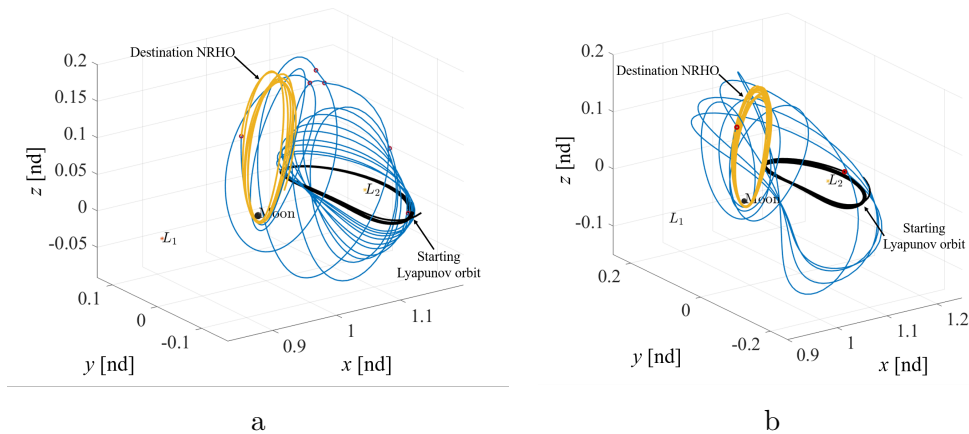 Destination NRHO
0.2
0.15
0.1
0.05
0
-0.05
z [nd]
L1
Moon
L2
Starting
Lyapunov orbit
0.1
0
-0.1
y [nd]
0.9
1
1.1
x [nd]
a
Destination NRHO
0.2
0.1
0
-0.1
z [nd]
L1
Moon
L2
Starting
Lyapunov orbit
0.2
0
-0.2
y [nd]
0.9
1
1.1
1.2
x [nd]
b